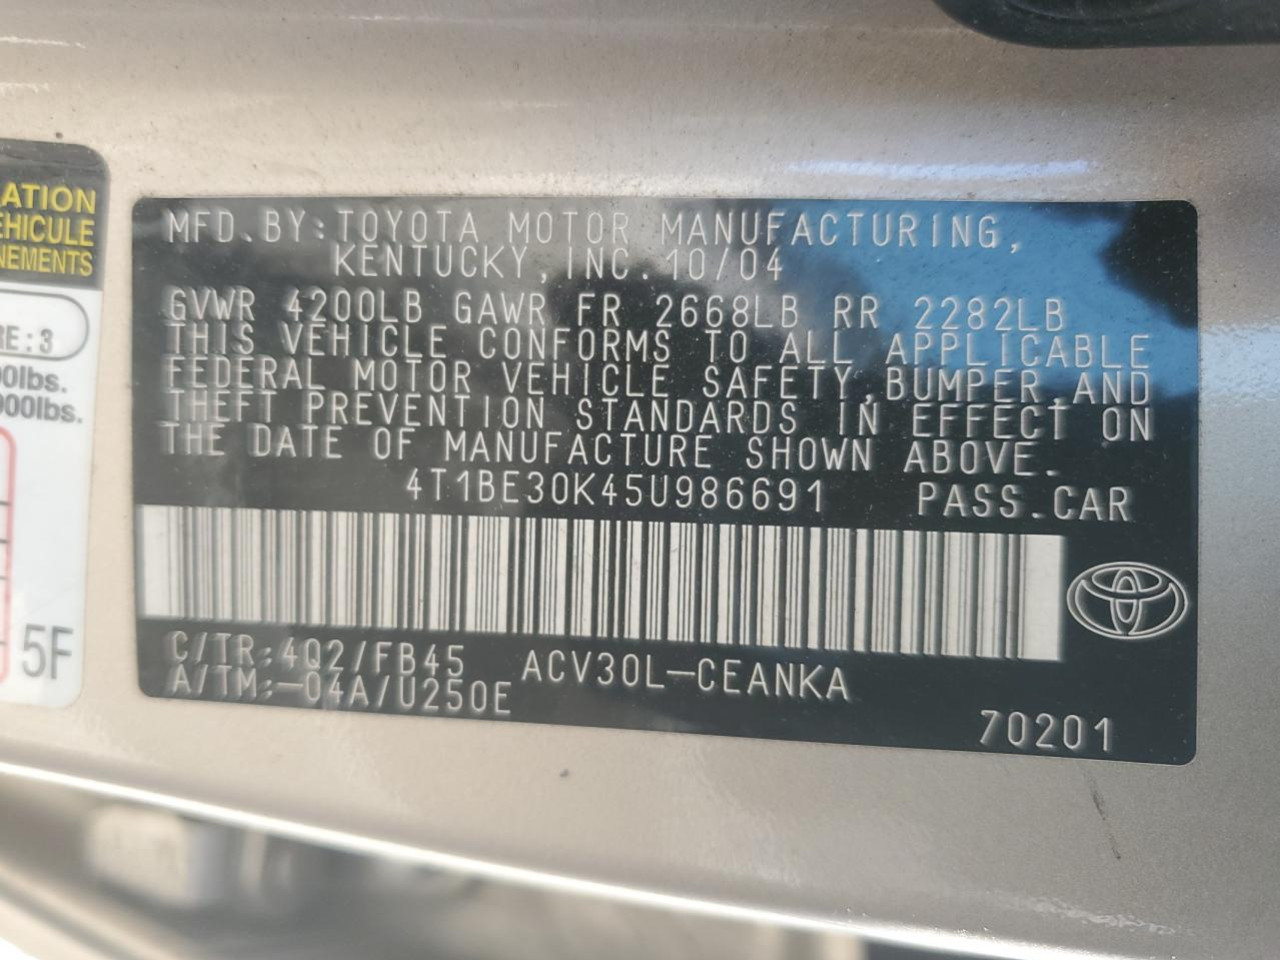 ATION
ÉHICULE
NEMENTS
RE : 3
00lbs.
900lbs.
5F
MFD.BY:TOYOTA MOTOR MANUFACTURING,
KENTUCKY,INC.10/04
GVWR 4200LB GAWR FR 2668LB RR 2282LB
THIS VEHICLE CONFORMS TO ALL APPLICABLE
FEDERAL MOTOR VEHICLE SAFETY,BUMPER,AND
THEFT PREVENTION STANDARDS IN EFFECT ON
THE DATE OF MANUFACTURE SHOWN ABOVE.
4T1BE30K45U986691 PASS.CAR
C/TR:4Q2/FB45 ACV30L-CEANKA
A/TM:-04A/U250E
70201